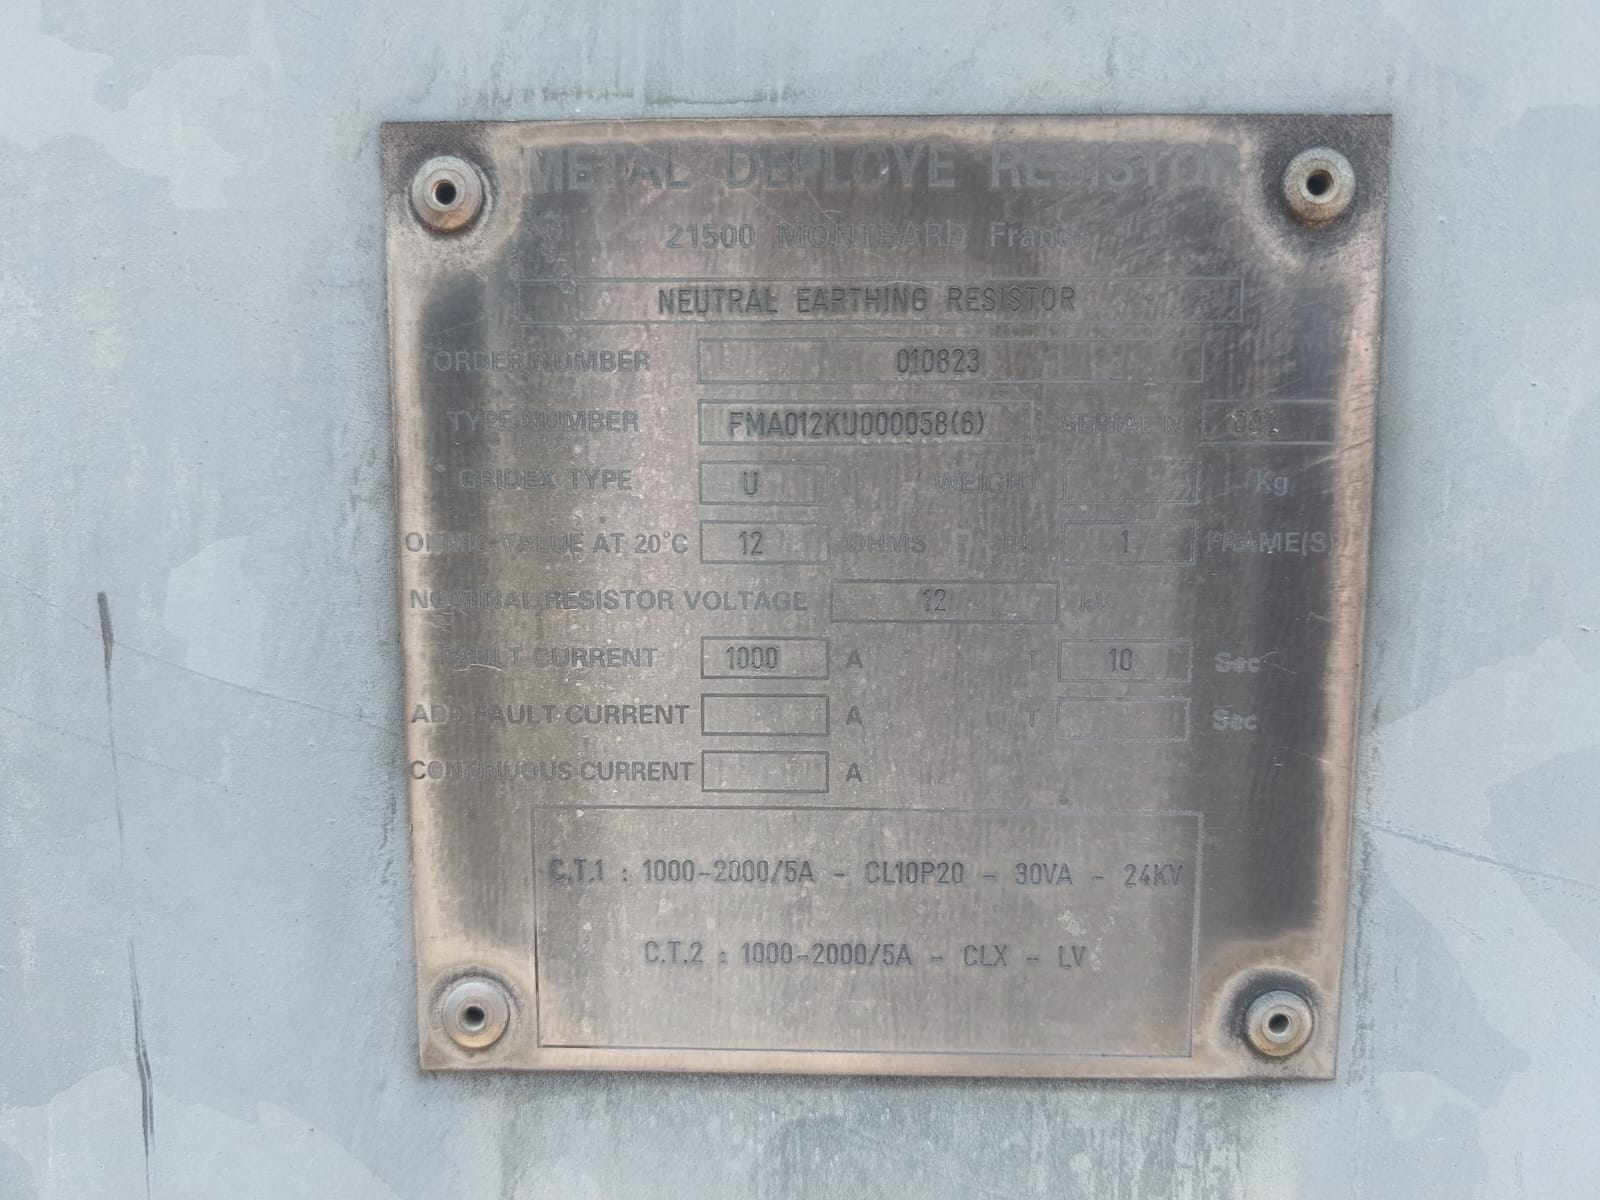 METAL DEPLOYE RESISTOR
21500 MONTBARD France
NEUTRAL EARTHING RESISTOR
ORDER NUMBER 010823
TYPE NUMBER FMA012KU000058(6) SERIAL N 002
GRIDEX TYPE U WEIGHT Kg
OHMIC VALUE AT 20°C 12 OHMS IN 1 FRAME(S)
NOMINAL RESISTOR VOLTAGE 12 kV
FAULT CURRENT 1000 A T 10 Sec
ADD FAULT CURRENT A T Sec
CONTINUOUS CURRENT A
C.T.1 : 1000-2000/5A - CL10P20 - 30VA - 24KV
C.T.2 : 1000-2000/5A - CLX - LV